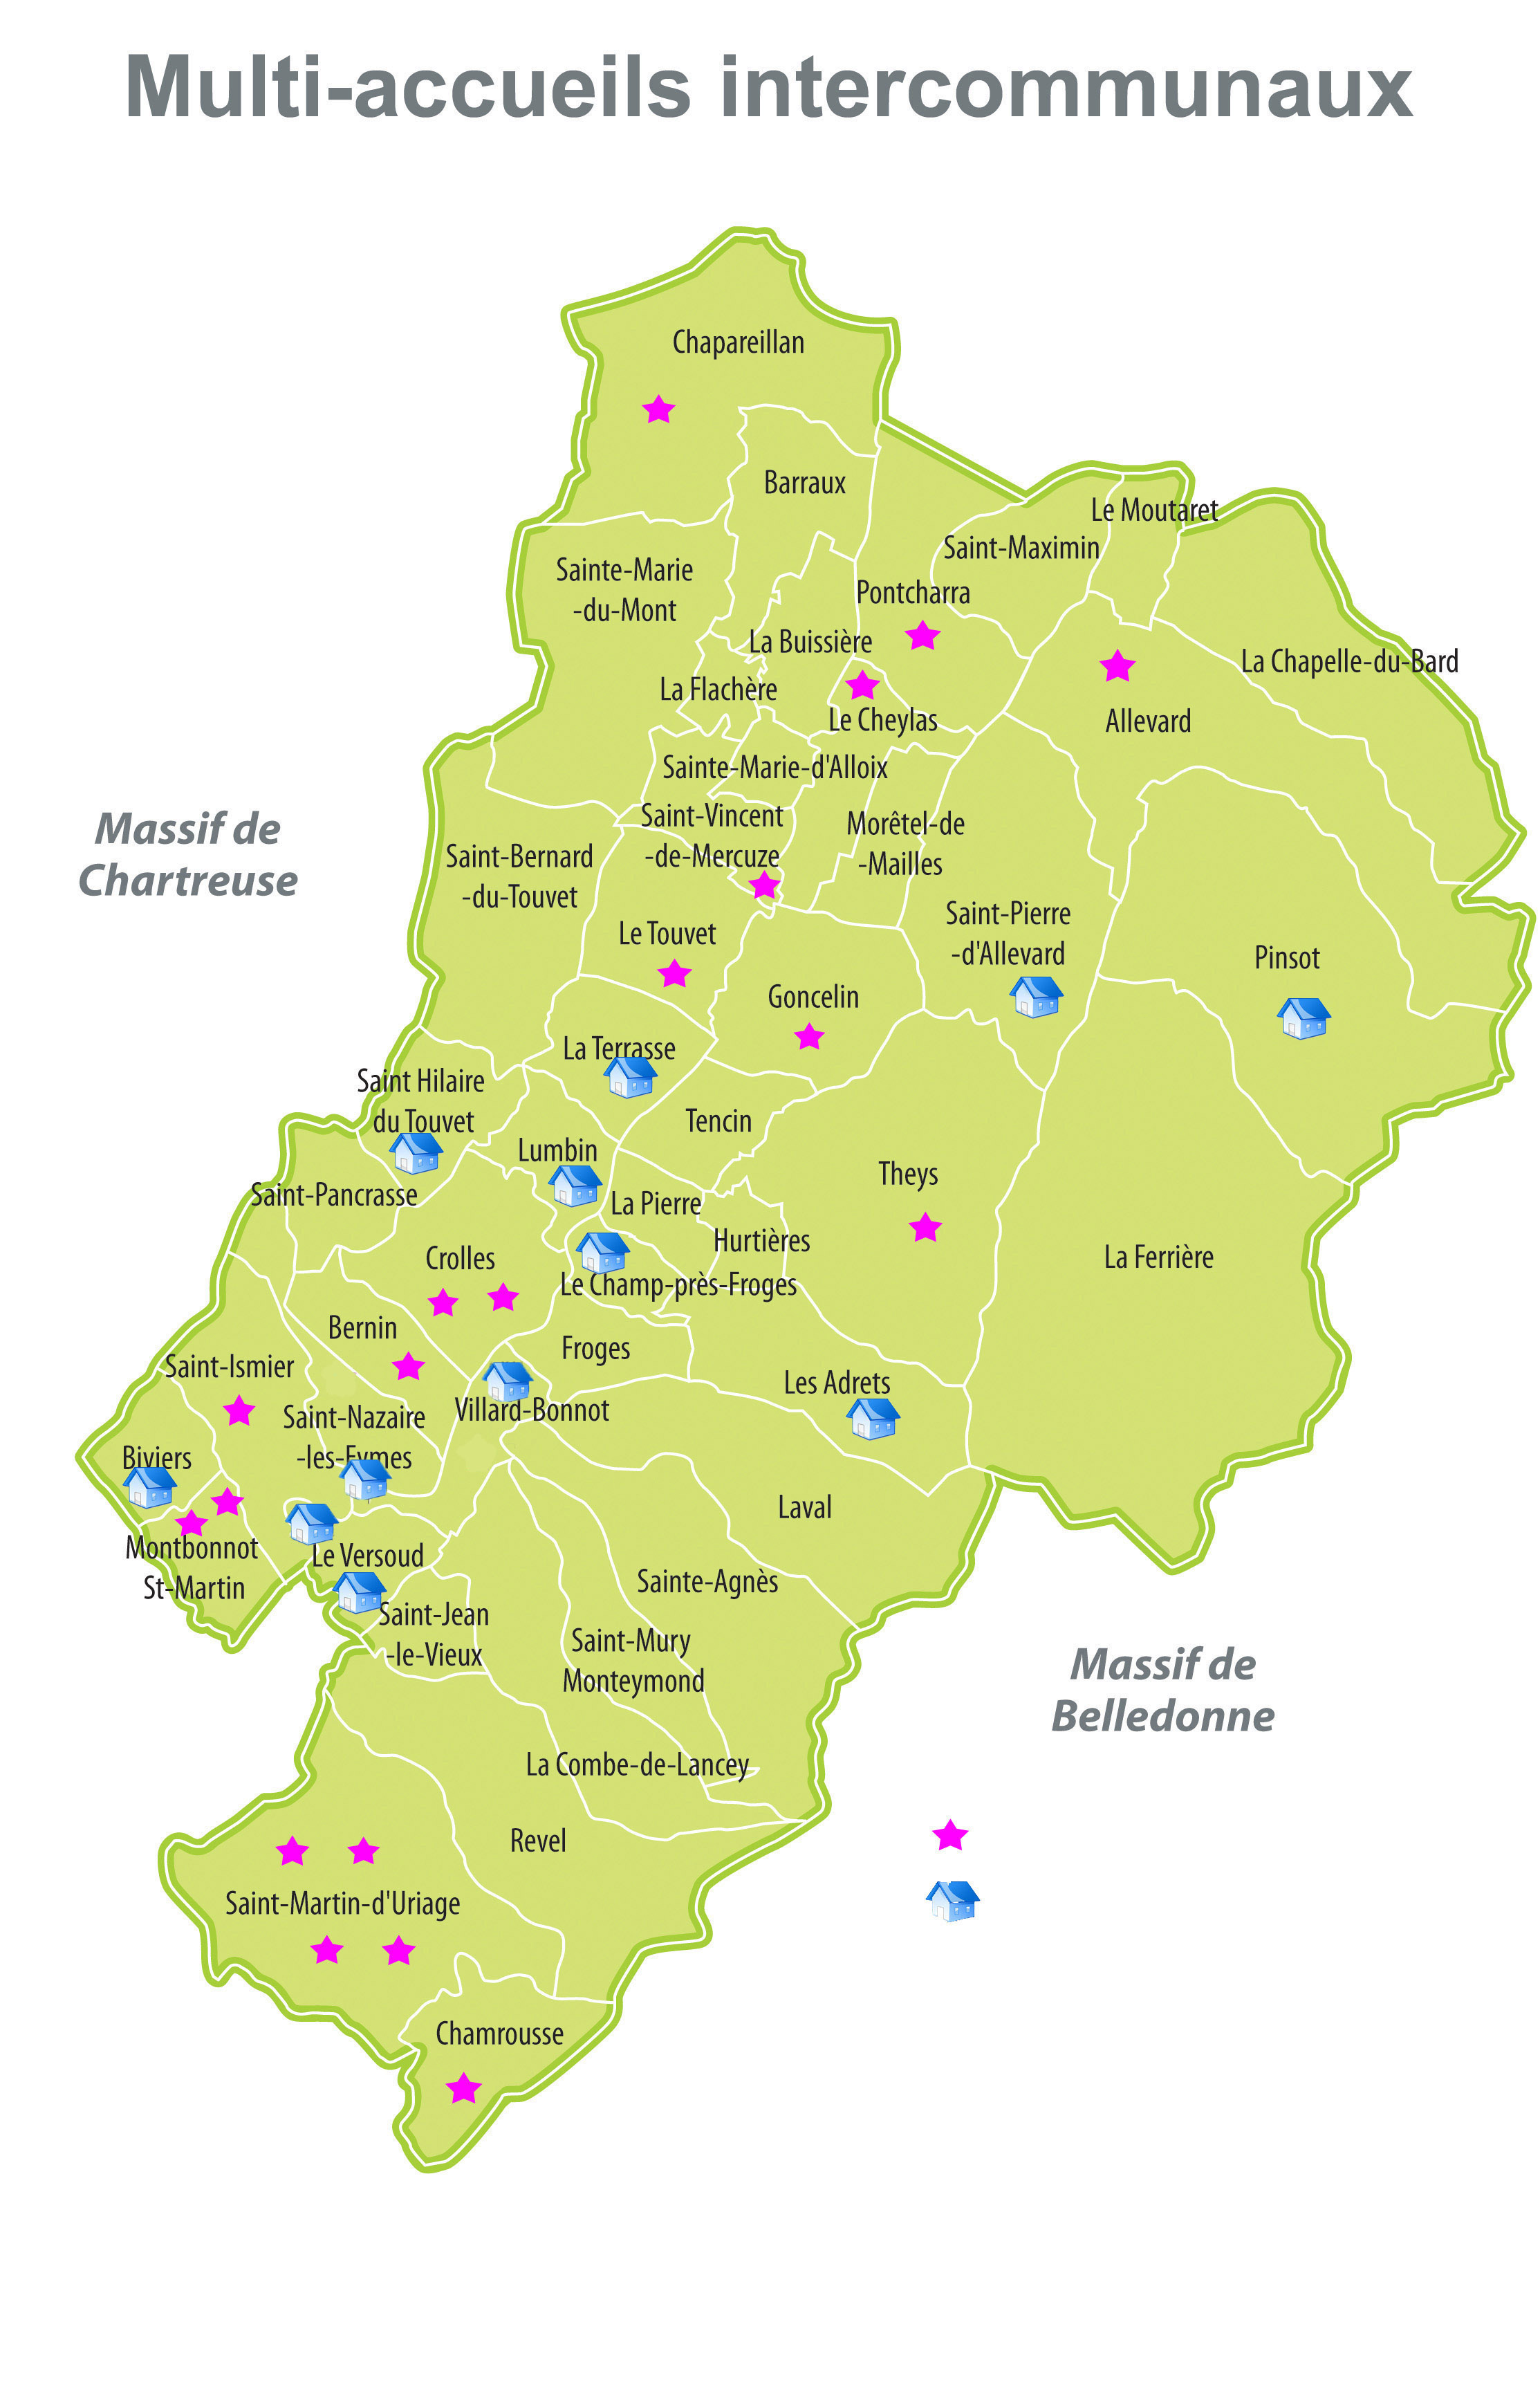 Multi-accueils intercommunaux
Chapareillan
Barraux
Le Moutaret
Saint-Maximin
Sainte-Marie
-du-Mont
Pontcharra
La Buissière
La Chapelle-du-Bard
La Flachère
Le Cheylas
Allevard
Sainte-Marie-d'Alloix
Massif de
Chartreuse
Saint-Vincent
-de-Mercuze
Morêtel-de
-Mailles
Saint-Bernard
-du-Touvet
Saint-Pierre
-d'Allevard
Le Touvet
Pinsot
Goncelin
La Terrasse
Saint Hilaire
du Touvet
Tencin
Lumbin
Theys
Saint-Pancrasse
La Pierre
Hurtières
Crolles
La Ferrière
Le Champ-près-Froges
Bernin
Froges
Saint-Ismier
Les Adrets
Villard-Bonnot
Saint-Nazaire
-les-Eymes
Biviers
Laval
Montbonnot
St-Martin
Le Versoud
Sainte-Agnès
Saint-Jean
-le-Vieux
Saint-Mury
Monteymond
Massif de
Belledonne
La Combe-de-Lancey
Revel
Saint-Martin-d'Uriage
Chamrousse